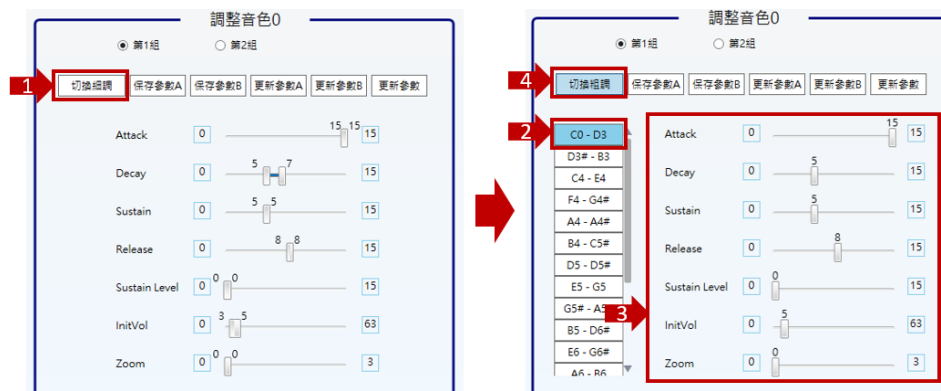 調整音色0
第1組 第2組
1 切換細調 保存參數A 保存參數B 更新參數A 更新參數B 更新參數
Attack 0 15 15 15
Decay 0 5 7 15
Sustain 0 5 5 15
Release 0 8 8 15
Sustain Level 0 0 0 15
InitVol 0 3 5 63
Zoom 0 0 0 3
調整音色0
第1組 第2組
4 切換粗調 保存參數A 保存參數B 更新參數A 更新參數B 更新參數
2 C0 - D3
D3# - B3
C4 - E4
F4 - G4#
A4 - A4#
B4 - C5#
D5 - D5#
E5 - G5
G5# - A5
B5 - D6#
E6 - G6#
A6 - B6
3
Attack 0 15 15
Decay 0 5 15
Sustain 0 5 15
Release 0 8 15
Sustain Level 0 0 15
InitVol 0 5 63
Zoom 0 0 3